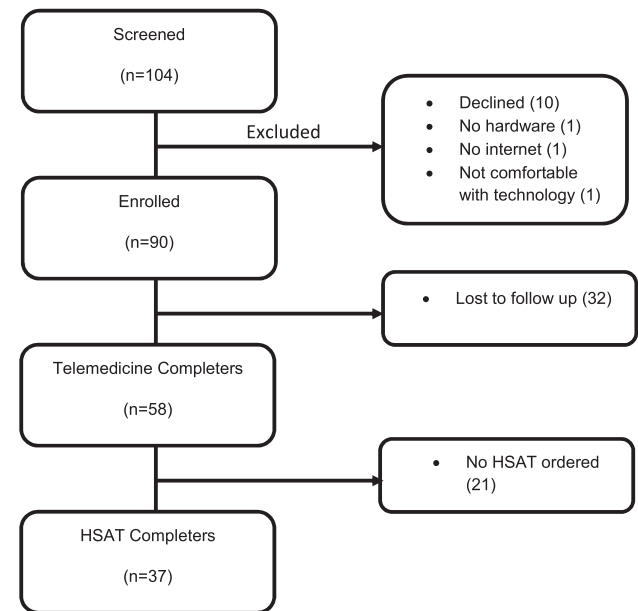 Screened
(n=104)
Excluded
• Declined (10)
• No hardware (1)
• No internet (1)
• Not comfortable
with technology (1)
Enrolled
(n=90)
• Lost to follow up (32)
Telemedicine Completers
(n=58)
• No HSAT ordered
(21)
HSAT Completers
(n=37)